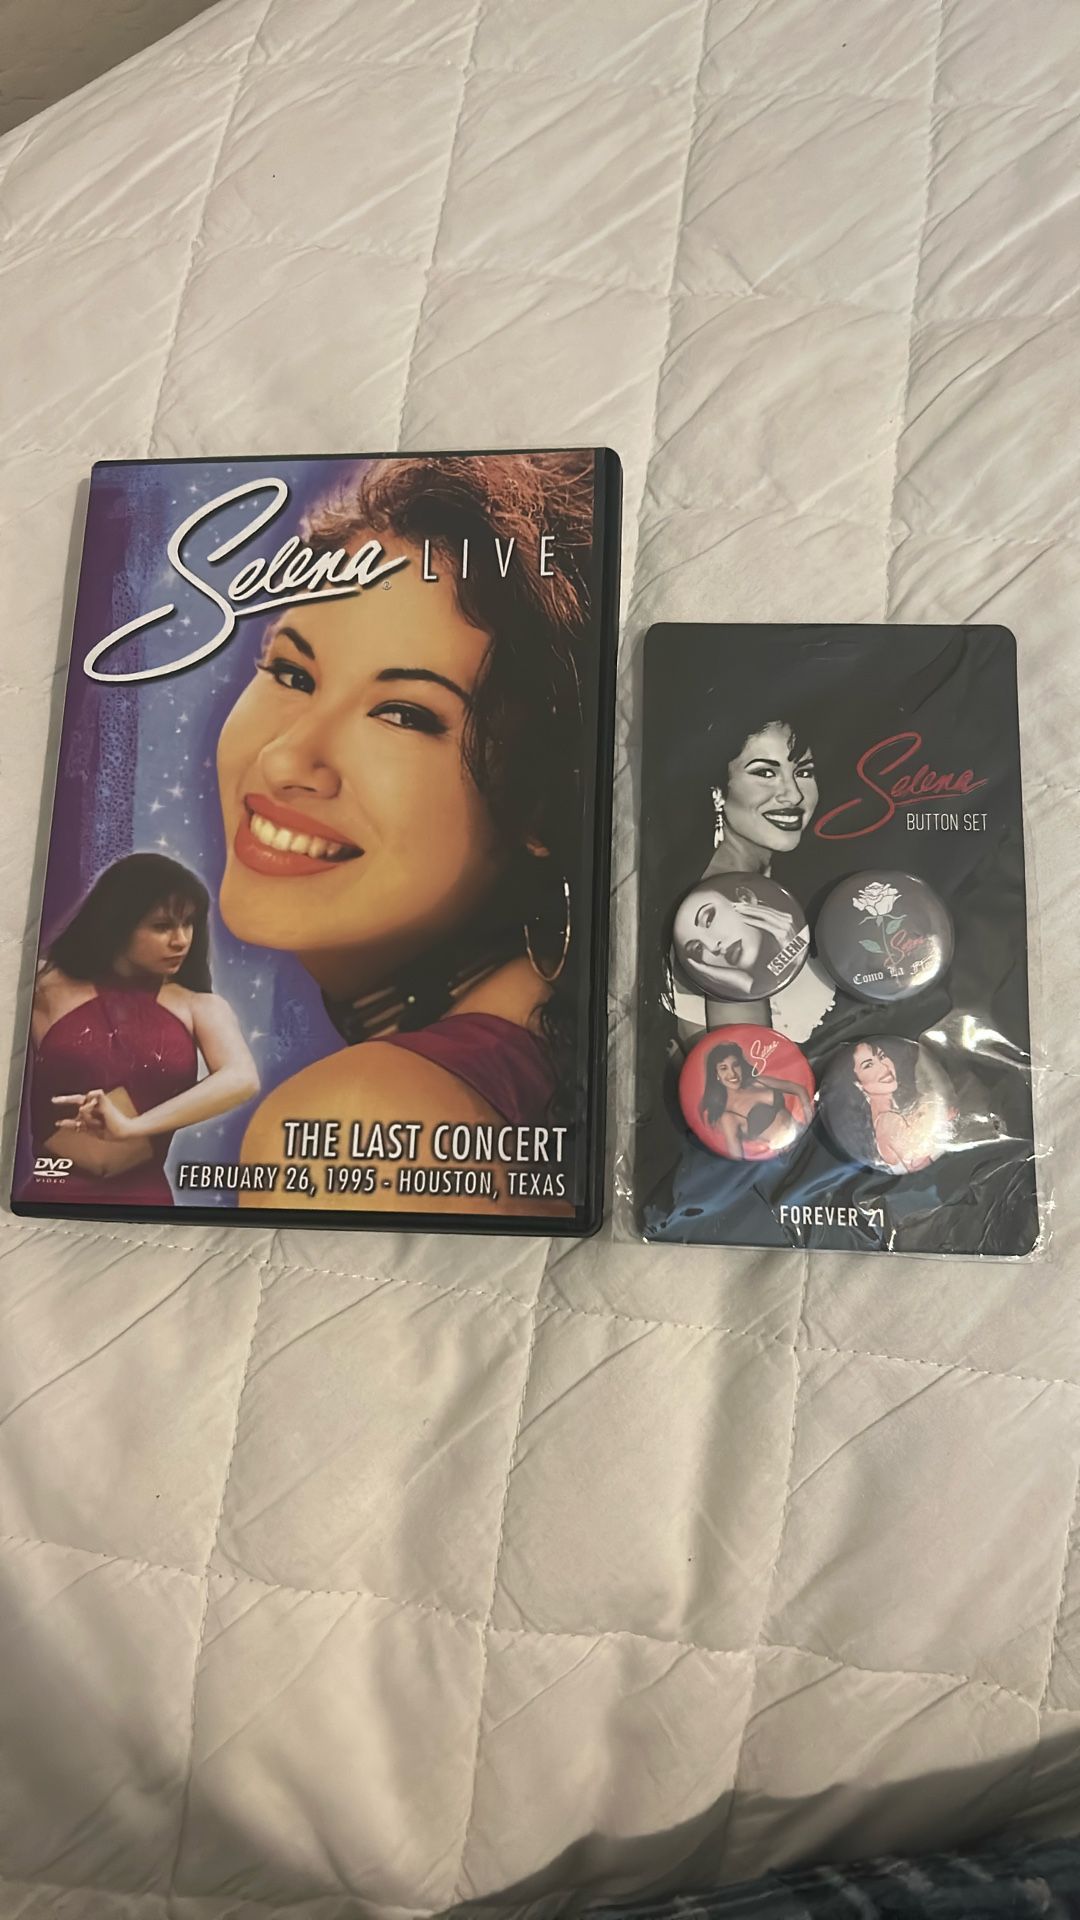 Selena® LIVE
THE LAST CONCERT
FEBRUARY 26, 1995 - HOUSTON, TEXAS
DVD
VIDEO
Selena
BUTTON SET
#SELENA
Selena
Como La
Selena
FOREVER 21